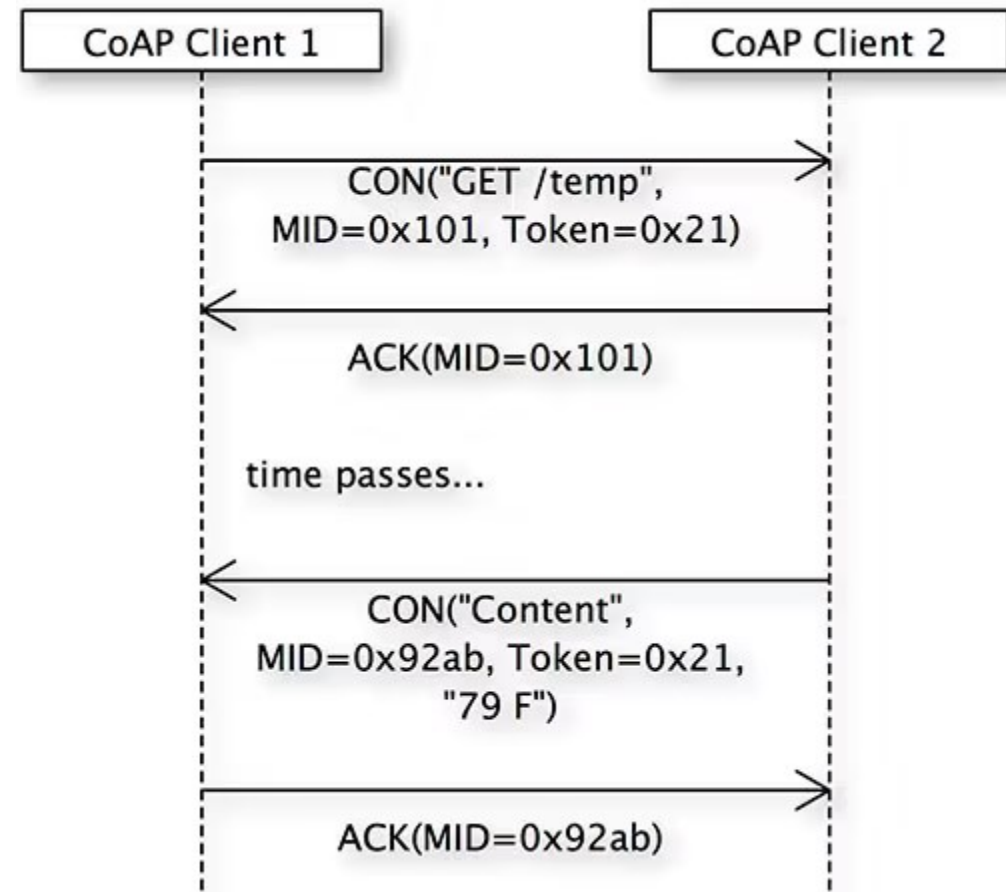 CoAP Client 1
CoAP Client 2
CON("GET /temp",
MID=0x101, Token=0x21)
ACK(MID=0x101)
time passes...
CON("Content",
MID=0x92ab, Token=0x21,
"79 F")
ACK(MID=0x92ab)